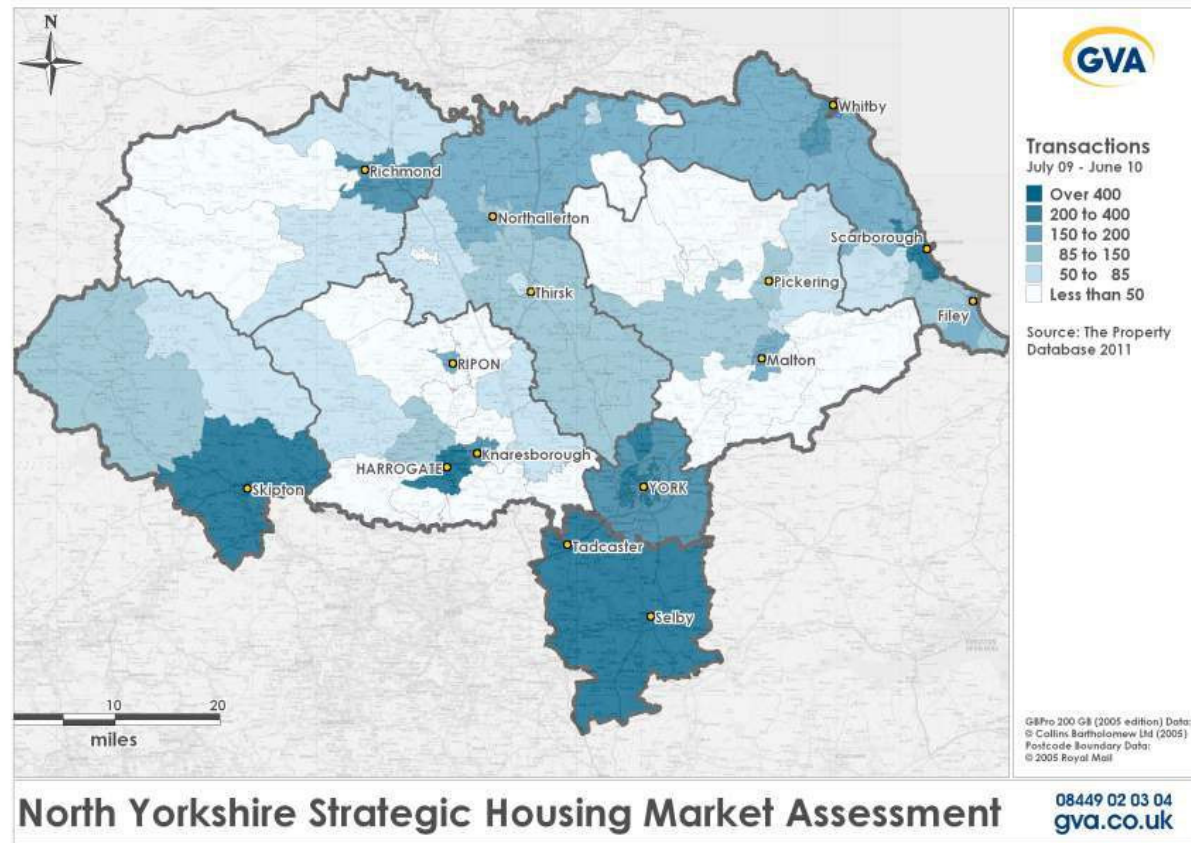 N
Whitby
Richmond
Northallerton
Scarborough
Pickering
Thirsk
Filey
Malton
RIPON
Knaresborough
HARROGATE
Skipton
YORK
Tadcaster
Selby
10 20
miles
GVA
Transactions
July 09 - June 10
Over 400
200 to 400
150 to 200
85 to 150
50 to 85
Less than 50
Source: The Property
Database 2011
GBPro 200 GB (2005 edition) Data:
© Collins Bartholomew Ltd (2005)
Postcode Boundary Data:
© 2005 Royal Mail
North Yorkshire Strategic Housing Market Assessment
08449 02 03 04
gva.co.uk